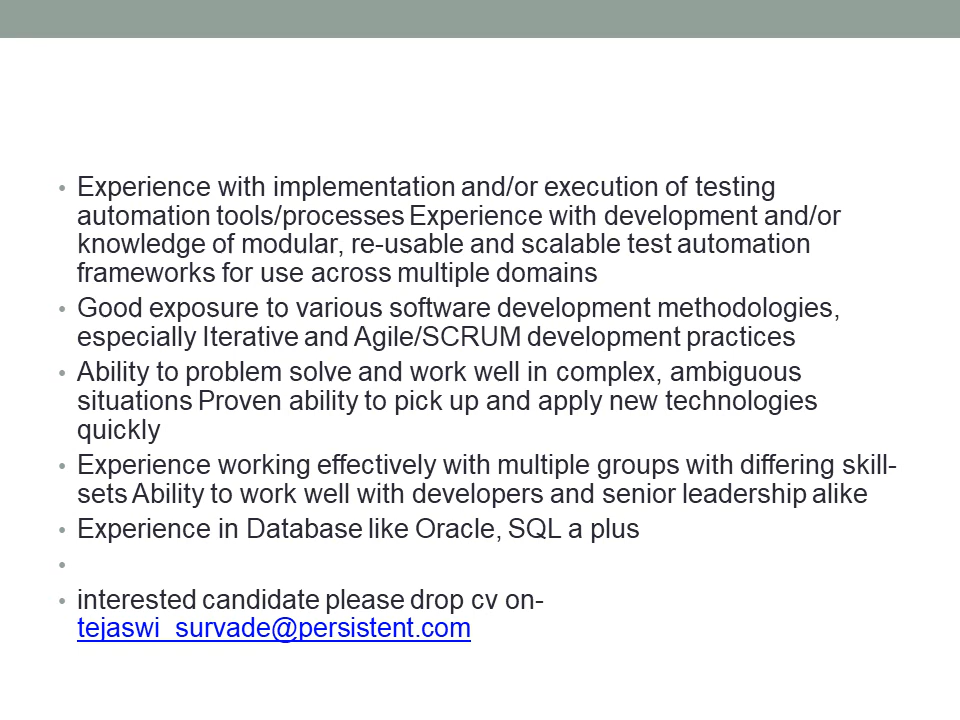 • Experience with implementation and/or execution of testing
automation tools/processes Experience with development and/or
knowledge of modular, re-usable and scalable test automation
frameworks for use across multiple domains
• Good exposure to various software development methodologies,
especially Iterative and Agile/SCRUM development practices
• Ability to problem solve and work well in complex, ambiguous
situations Proven ability to pick up and apply new technologies
quickly
• Experience working effectively with multiple groups with differing skill-
sets Ability to work well with developers and senior leadership alike
• Experience in Database like Oracle, SQL a plus
•
• interested candidate please drop cv on-
tejaswi_survade@persistent.com